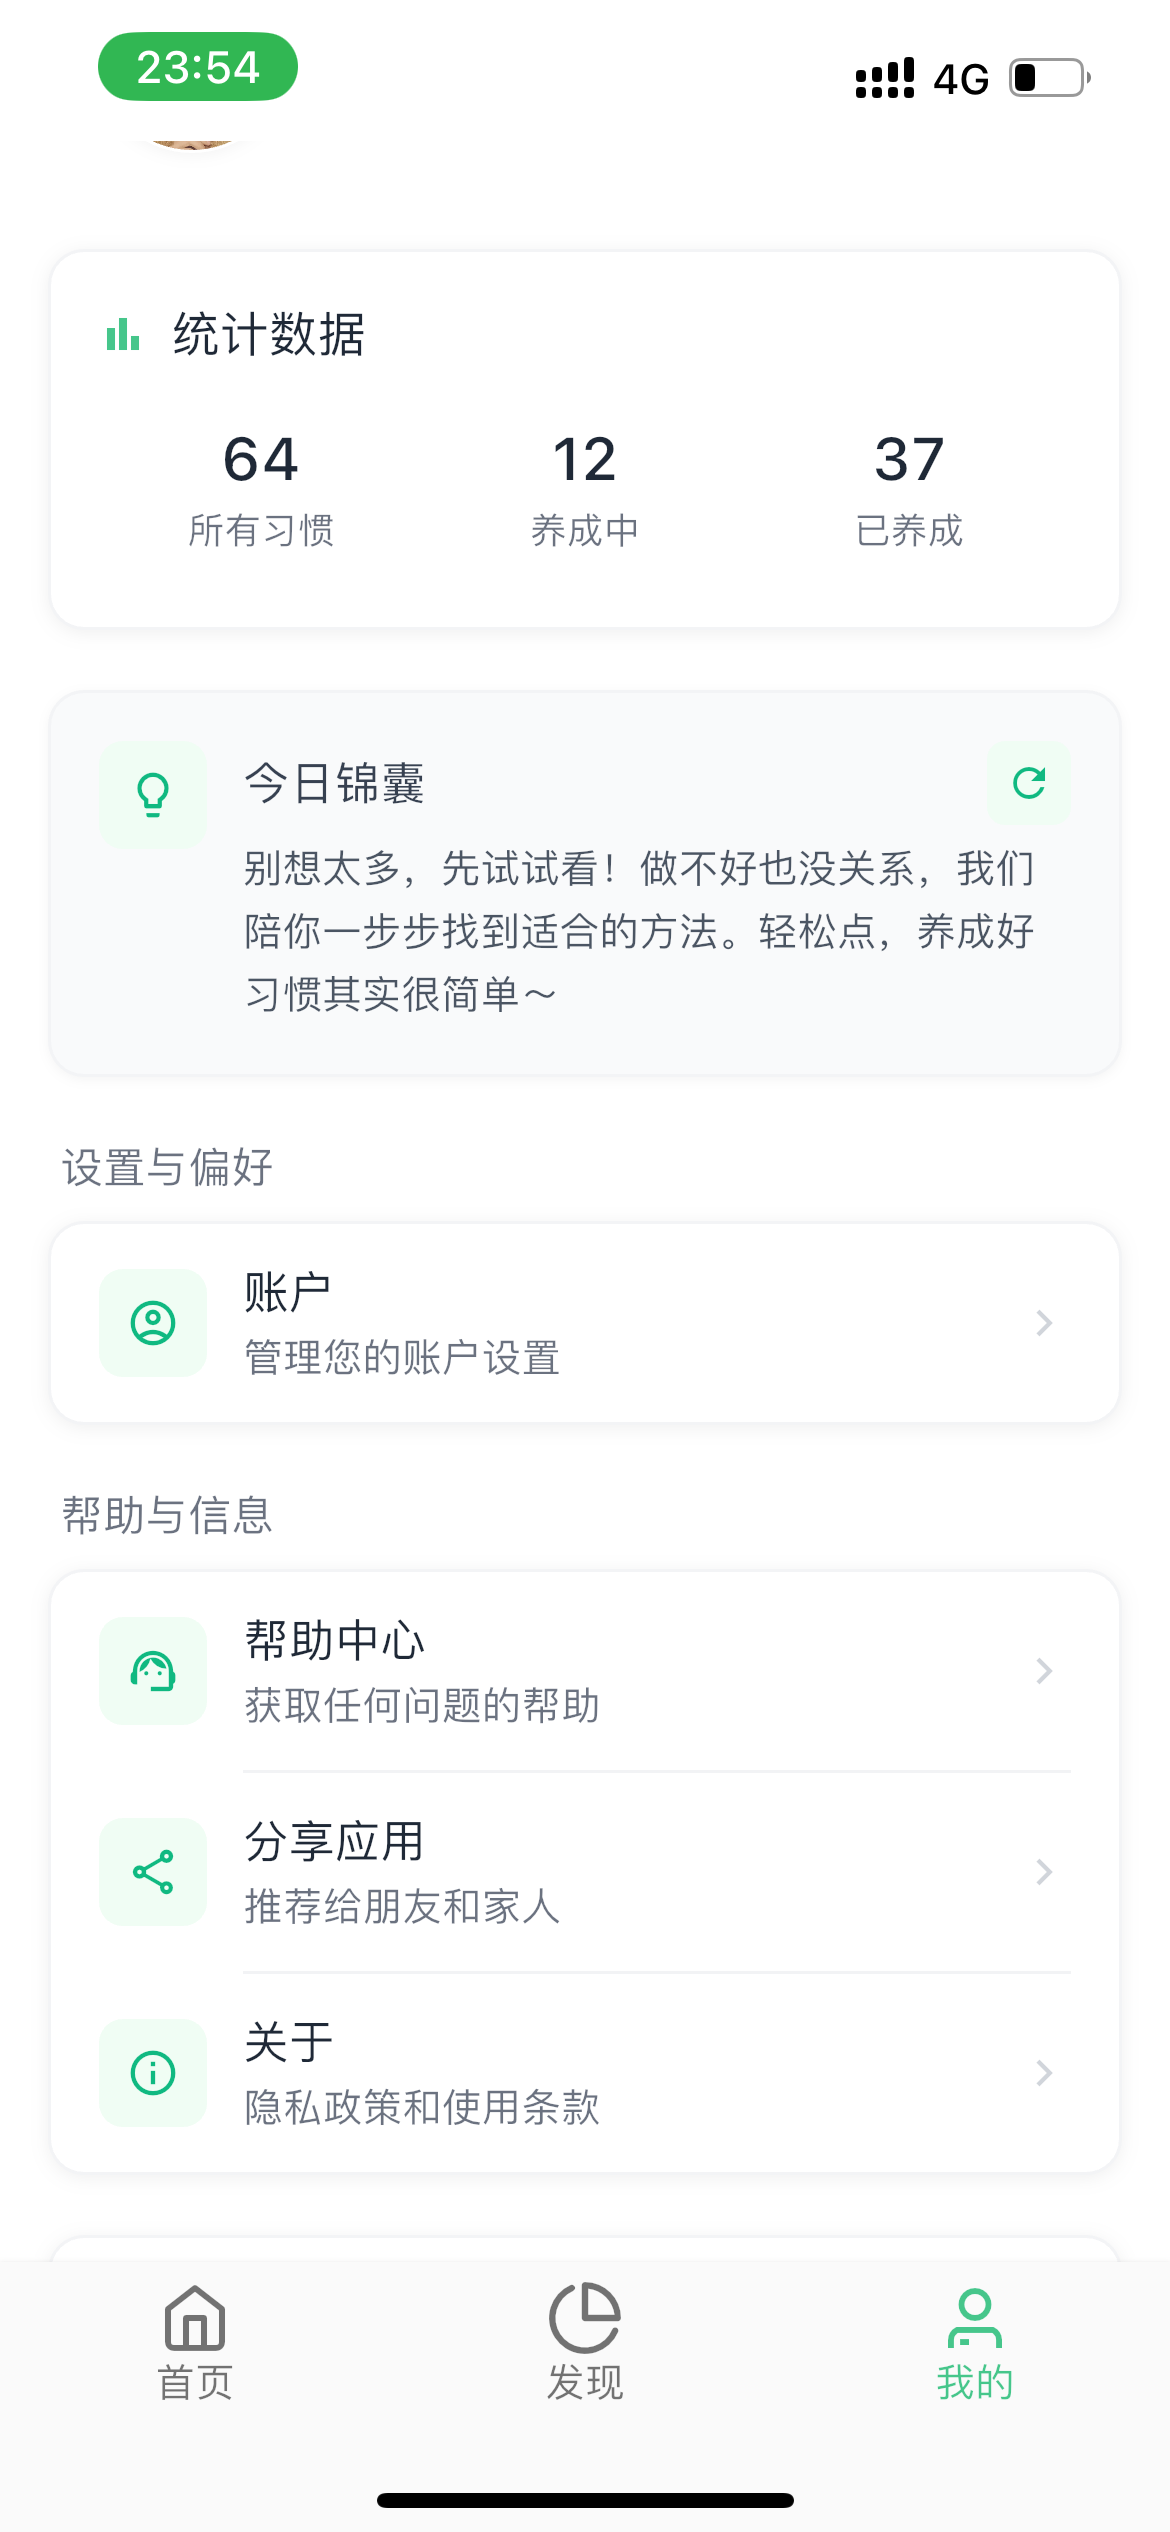 23:54
4G
统计数据
64
12
37
所有习惯
养成中
已养成
今日锦囊
别想太多，先试试看！做不好也没关系，我们
陪你一步步找到适合的方法。轻松点，养成好
习惯其实很简单～
设置与偏好
账户
管理您的账户设置
帮助与信息
帮助中心
获取任何问题的帮助
分享应用
推荐给朋友和家人
关于
隐私政策和使用条款
首页
发现
我的